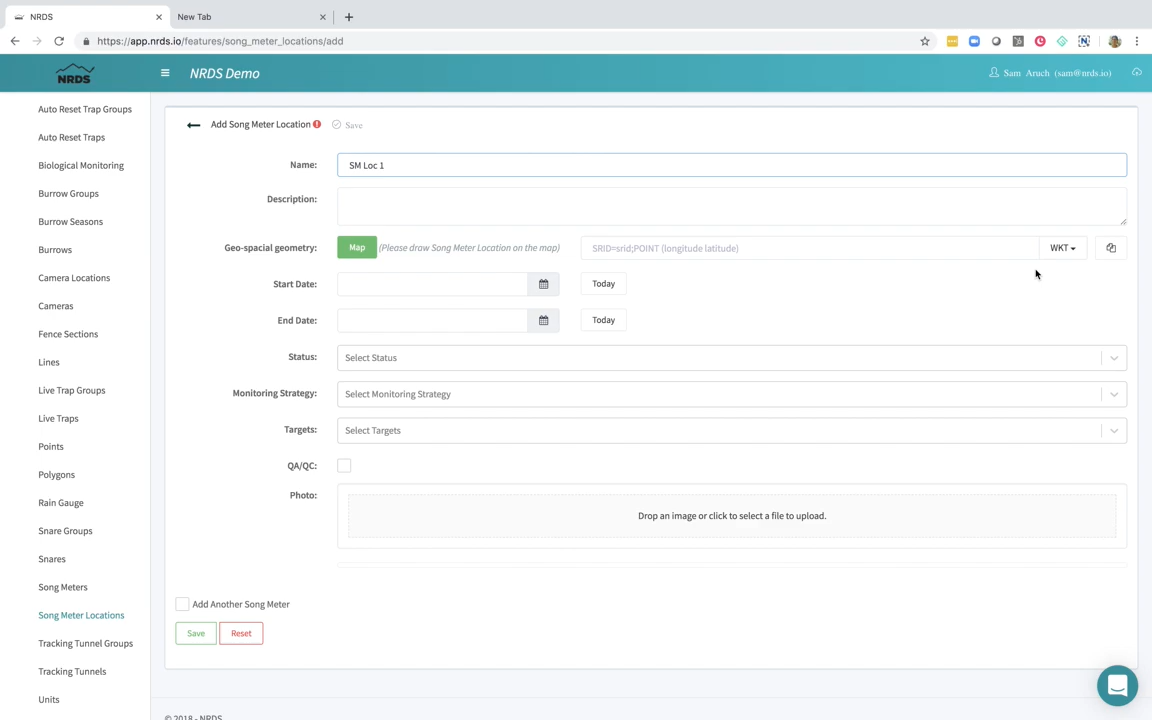 NRDS
New Tab
https://app.nrds.io/features/song_meter_locations/add
NRDS
NRDS Demo
Sam Aruch (sam@nrds.io)
Auto Reset Trap Groups
Auto Reset Traps
Biological Monitoring
Burrow Groups
Burrow Seasons
Burrows
Camera Locations
Cameras
Fence Sections
Lines
Live Trap Groups
Live Traps
Points
Polygons
Rain Gauge
Snare Groups
Snares
Song Meters
Song Meter Locations
Tracking Tunnel Groups
Tracking Tunnels
Units
Add Song Meter Location
Save
Name:
SM Loc 1
Description:
Geo-spacial geometry:
Map
(Please draw Song Meter Location on the map)
SRID=srid;POINT (longitude latitude)
WKT
Start Date:
Today
End Date:
Today
Status:
Select Status
Monitoring Strategy:
Select Monitoring Strategy
Targets:
Select Targets
QA/QC:
Photo:
Drop an image or click to select a file to upload.
Add Another Song Meter
Save
Reset
© 2018 - NRDS